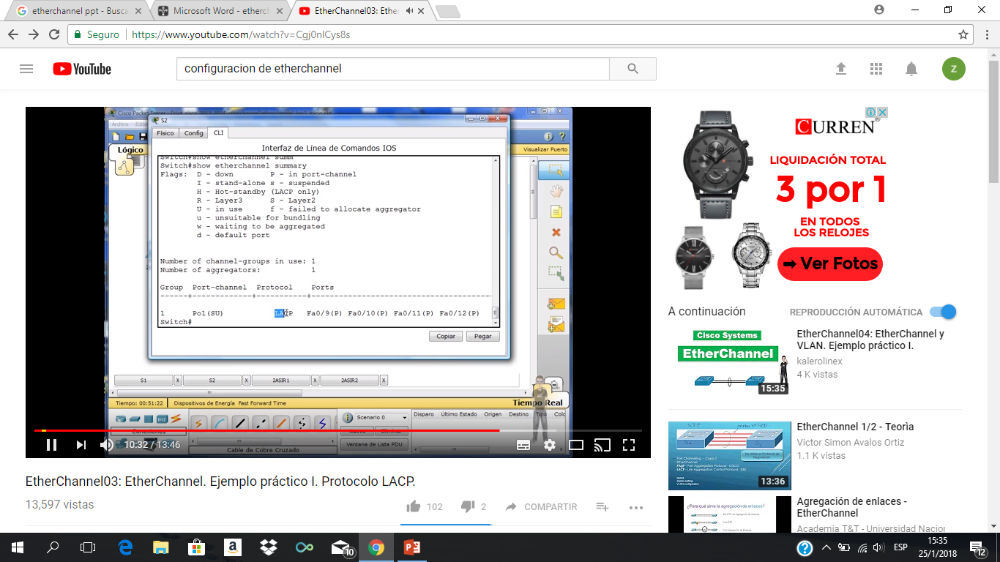 etherchannel ppt - Busca
Microsoft Word - etherch
EtherChannel03: Ether
Seguro
https://www.youtube.com/watch?v=Cgj0nlCys8s
YouTube
configuracion de etherchannel
Z
S2
Físico Config CLI
Lógico
Visualizar Puerto
Interfaz de Línea de Comandos IOS
Switch#show etherchannel summ
Switch#show etherchannel summary
Flags: D - down P - in port-channel
I - stand-alone s - suspended
H - Hot-standby (LACP only)
R - Layer3 S - Layer2
U - in use f - failed to allocate aggregator
u - unsuitable for bundling
w - waiting to be aggregated
d - default port
Number of channel-groups in use: 1
Number of aggregators: 1
Group Port-channel Protocol Ports
------+-------------+-----------+----------------------------------------------
1 Po1(SU) LACP Fa0/9(P) Fa0/10(P) Fa0/11(P) Fa0/12(P)
Switch#
Copiar Pegar
S1 X S2 X 2ASIR1 X 2ASIR2 X
Tiempo: 00:51:22 Dispositivos de Energía Fast Forward Time
Tiempo Real
Scenario 0
Nuevo Eliminar
Ventana de Lista PDU
Disparo Último Estado Origen Destino Tipo Colo
Conexiones
Cable de Cobre Cruzado
10:32 / 13:46
EtherChannel03: EtherChannel. Ejemplo práctico I. Protocolo LACP.
13,597 vistas
102
2
COMPARTIR
CURREN®
LIQUIDACIÓN TOTAL
3 por 1
EN TODOS
LOS RELOJES
➡ Ver Fotos
A continuación
REPRODUCCIÓN AUTOMÁTICA
Cisco Systems
EtherChannel
15:35
EtherChannel04: EtherChannel y
VLAN. Ejemplo práctico I.
kalerolinex
4 K vistas
13:36
EtherChannel 1/2 - Teorìa
Victor Simon Avalos Ortiz
1.1 K vistas
¿Para qué sirve la agregación de enlaces?
Agregación de enlaces -
EtherChannel
Academia T&T - Universidad Nacion
10
ESP
15:35
25/1/2018
12